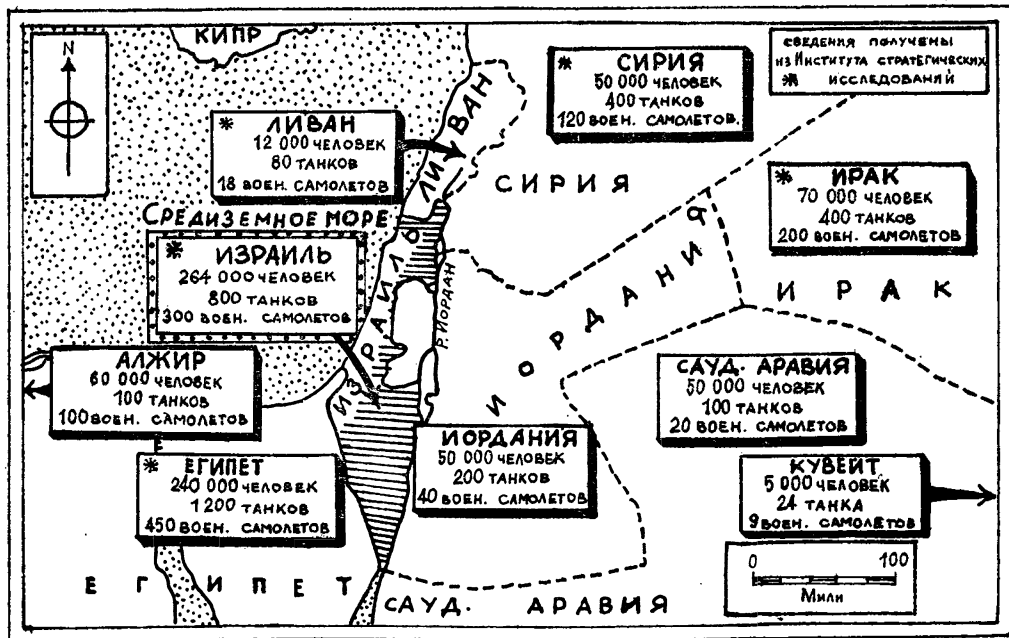 КИПР
N
СВЕДЕНИЯ ПОЛУЧЕНЫ
ИЗ ИНСТИТУТА СТРАТЕГИЧЕСКИХ
* ИССЛЕДОВАНИЙ
* СИРИЯ
50 000 ЧЕЛОВЕК
400 ТАНКОВ
120 ВОЕН. САМОЛЕТОВ.
* ЛИВАН
12 000 ЧЕЛОВЕК
80 ТАНКОВ
18 ВОЕН. САМОЛЕТОВ
ЛИВАН
СИРИЯ
* ИРАК
70 000 ЧЕЛОВЕК
400 ТАНКОВ
200 ВОЕН. САМОЛЕТОВ
СРЕДИЗЕМНОЕ МОРЕ
* ИЗРАИЛЬ
264 000 ЧЕЛОВЕК
800 ТАНКОВ
300 ВОЕН. САМОЛЕТОВ
ИЗРАИЛЬ
Р. ИОРДАН
ИОРДАНИЯ
ИРАК
АЛЖИР
60 000 ЧЕЛОВЕК
100 ТАНКОВ
100 ВОЕН. САМОЛЕТОВ
САУД. АРАВИЯ
50 000 ЧЕЛОВЕК
100 ТАНКОВ
20 ВОЕН. САМОЛЕТОВ
* ЕГИПЕТ
240 000 ЧЕЛОВЕК
1 200 ТАНКОВ
450 ВОЕН. САМОЛЕТОВ
ИОРДАНИЯ
50 000 ЧЕЛОВЕК
200 ТАНКОВ
40 ВОЕН. САМОЛЕТОВ
КУВЕЙТ
5 000 ЧЕЛОВЕК
24 ТАНКА
9 ВОЕН. САМОЛЕТОВ
0 100
Мили
ЕГИПЕТ
САУД. АРАВИЯ